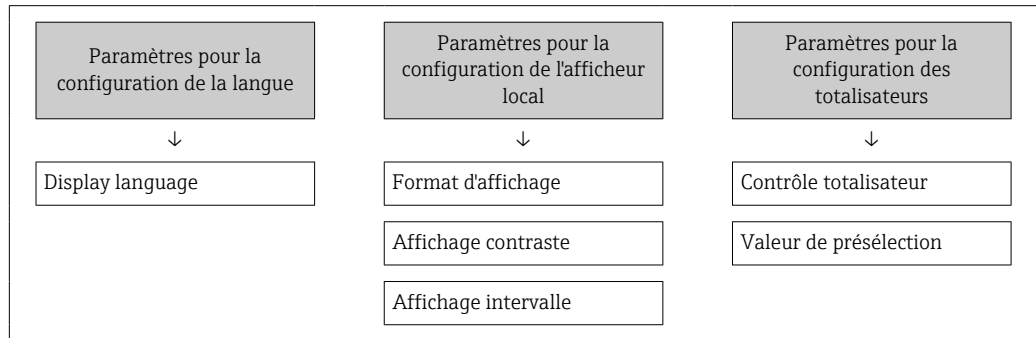 Paramètres pour la
configuration de la langue
↓
Display language
Paramètres pour la
configuration de l'afficheur
local
↓
Format d'affichage
Affichage contraste
Affichage intervalle
Paramètres pour la
configuration des
totalisateurs
↓
Contrôle totalisateur
Valeur de présélection